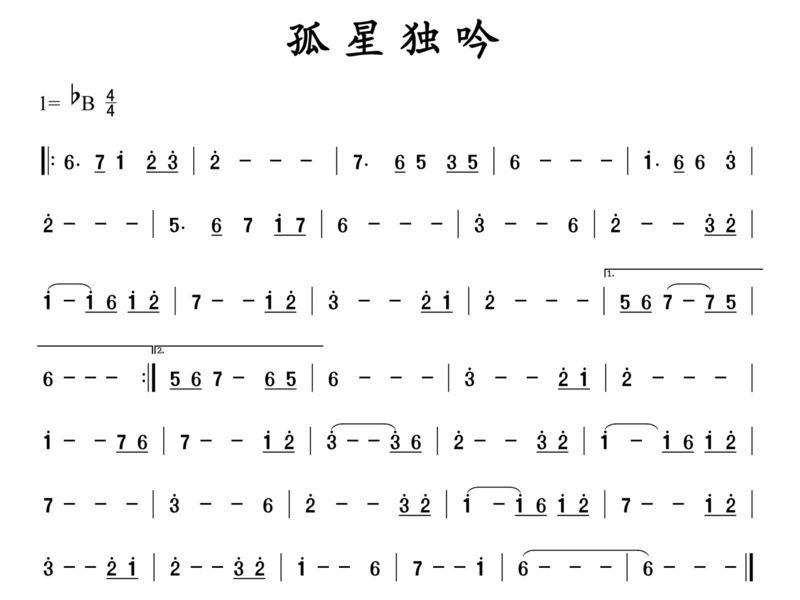 孤星独吟
1= ♭B 4/4
‖: 6. 7 i̇ 2̇ 3̇ | 2̇ - - - | 7. 6 5 3 5 | 6 - - - | i̇. 6 6 3̇ |
2̇ - - - | 5. 6 7 i̇ 7 | 6 - - - | 3̇ - - 6 | 2̇ - - 3̇ 2̇ |
i̇ - i̇ 6 i̇ 2̇ | 7 - - i̇ 2̇ | 3̇ - - 2̇ i̇ | 2̇ - - - | 1. 5 6 7 - 7 5 |
6 - - - :‖ 2. 5 6 7 - 6 5 | 6 - - - | 3̇ - - 2̇ i̇ | 2̇ - - - |
i̇ - - 7 6 | 7 - - i̇ 2̇ | 3̇ - - 3̇ 6 | 2̇ - - 3̇ 2̇ | i̇ - i̇ 6 i̇ 2̇ |
7 - - - | 3̇ - - 6 | 2̇ - - 3̇ 2̇ | i̇ - i̇ 6 i̇ 2̇ | 7 - - i̇ 2̇ |
3̇ - - 2̇ i̇ | 2̇ - - 3̇ 2̇ | i̇ - - 6 | 7 - - i̇ | 6 - - - | 6 - - - ‖